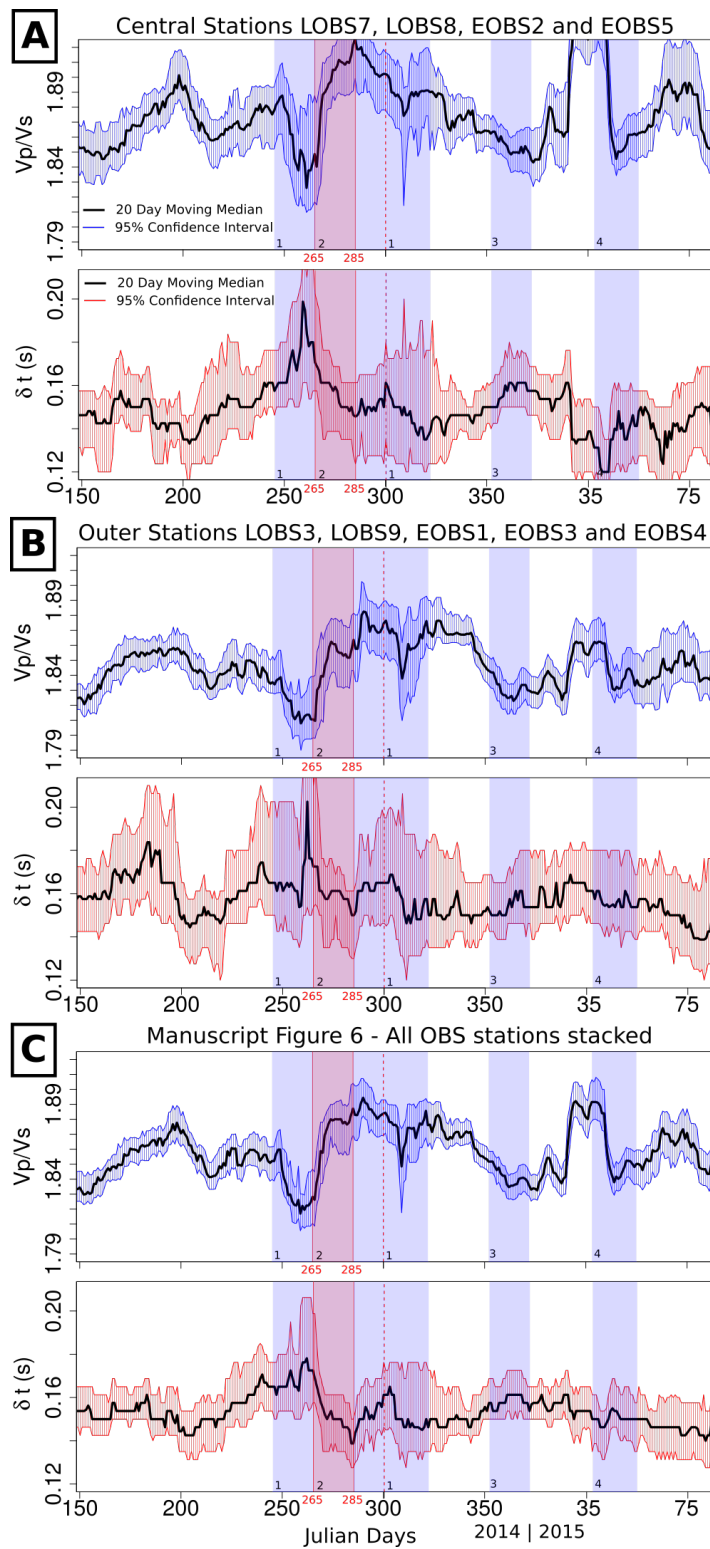 A
Central Stations LOBS7, LOBS8, EOBS2 and EOBS5
Vp/Vs
1.89
1.84
1.79
20 Day Moving Median
95% Confidence Interval
1 2 1 3 4
265 285
δ t (s)
0.20
0.16
0.12
20 Day Moving Median
95% Confidence Interval
1 2 1 3 4
265 285
150 200 250 300 350 35 75
B
Outer Stations LOBS3, LOBS9, EOBS1, EOBS3 and EOBS4
Vp/Vs
1.89
1.84
1.79
1 2 1 3 4
265 285
δ t (s)
0.20
0.16
0.12
1 2 1 3 4
265 285
150 200 250 300 350 35 75
C
Manuscript Figure 6 - All OBS stations stacked
Vp/Vs
1.89
1.84
1.79
1 2 1 3 4
265 285
δ t (s)
0.20
0.16
0.12
1 2 1 3 4
265 285
150 200 250 300 350 35 75
Julian Days 2014 | 2015